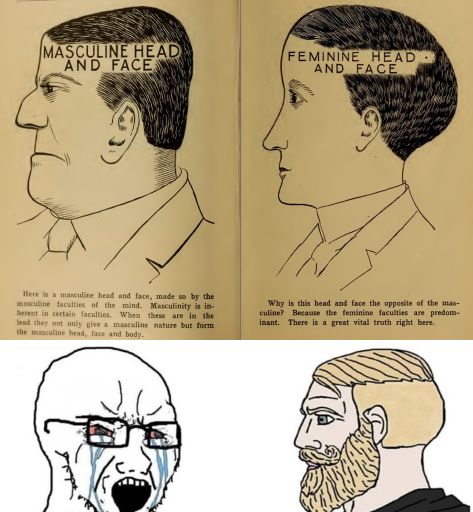 MASCULINE HEAD
AND FACE
FEMININE HEAD
AND FACE
Here is a masculine head and face, made so by the
masculine faculties of the mind. Masculinity is in-
herent in certain faculties. When these are in the
lead they not only give a masculine nature but form
the masculine head, face and body.
Why is this head and face the opposite of the mas-
culine? Because the feminine faculties are predom-
inant. There is a great vital truth right here.